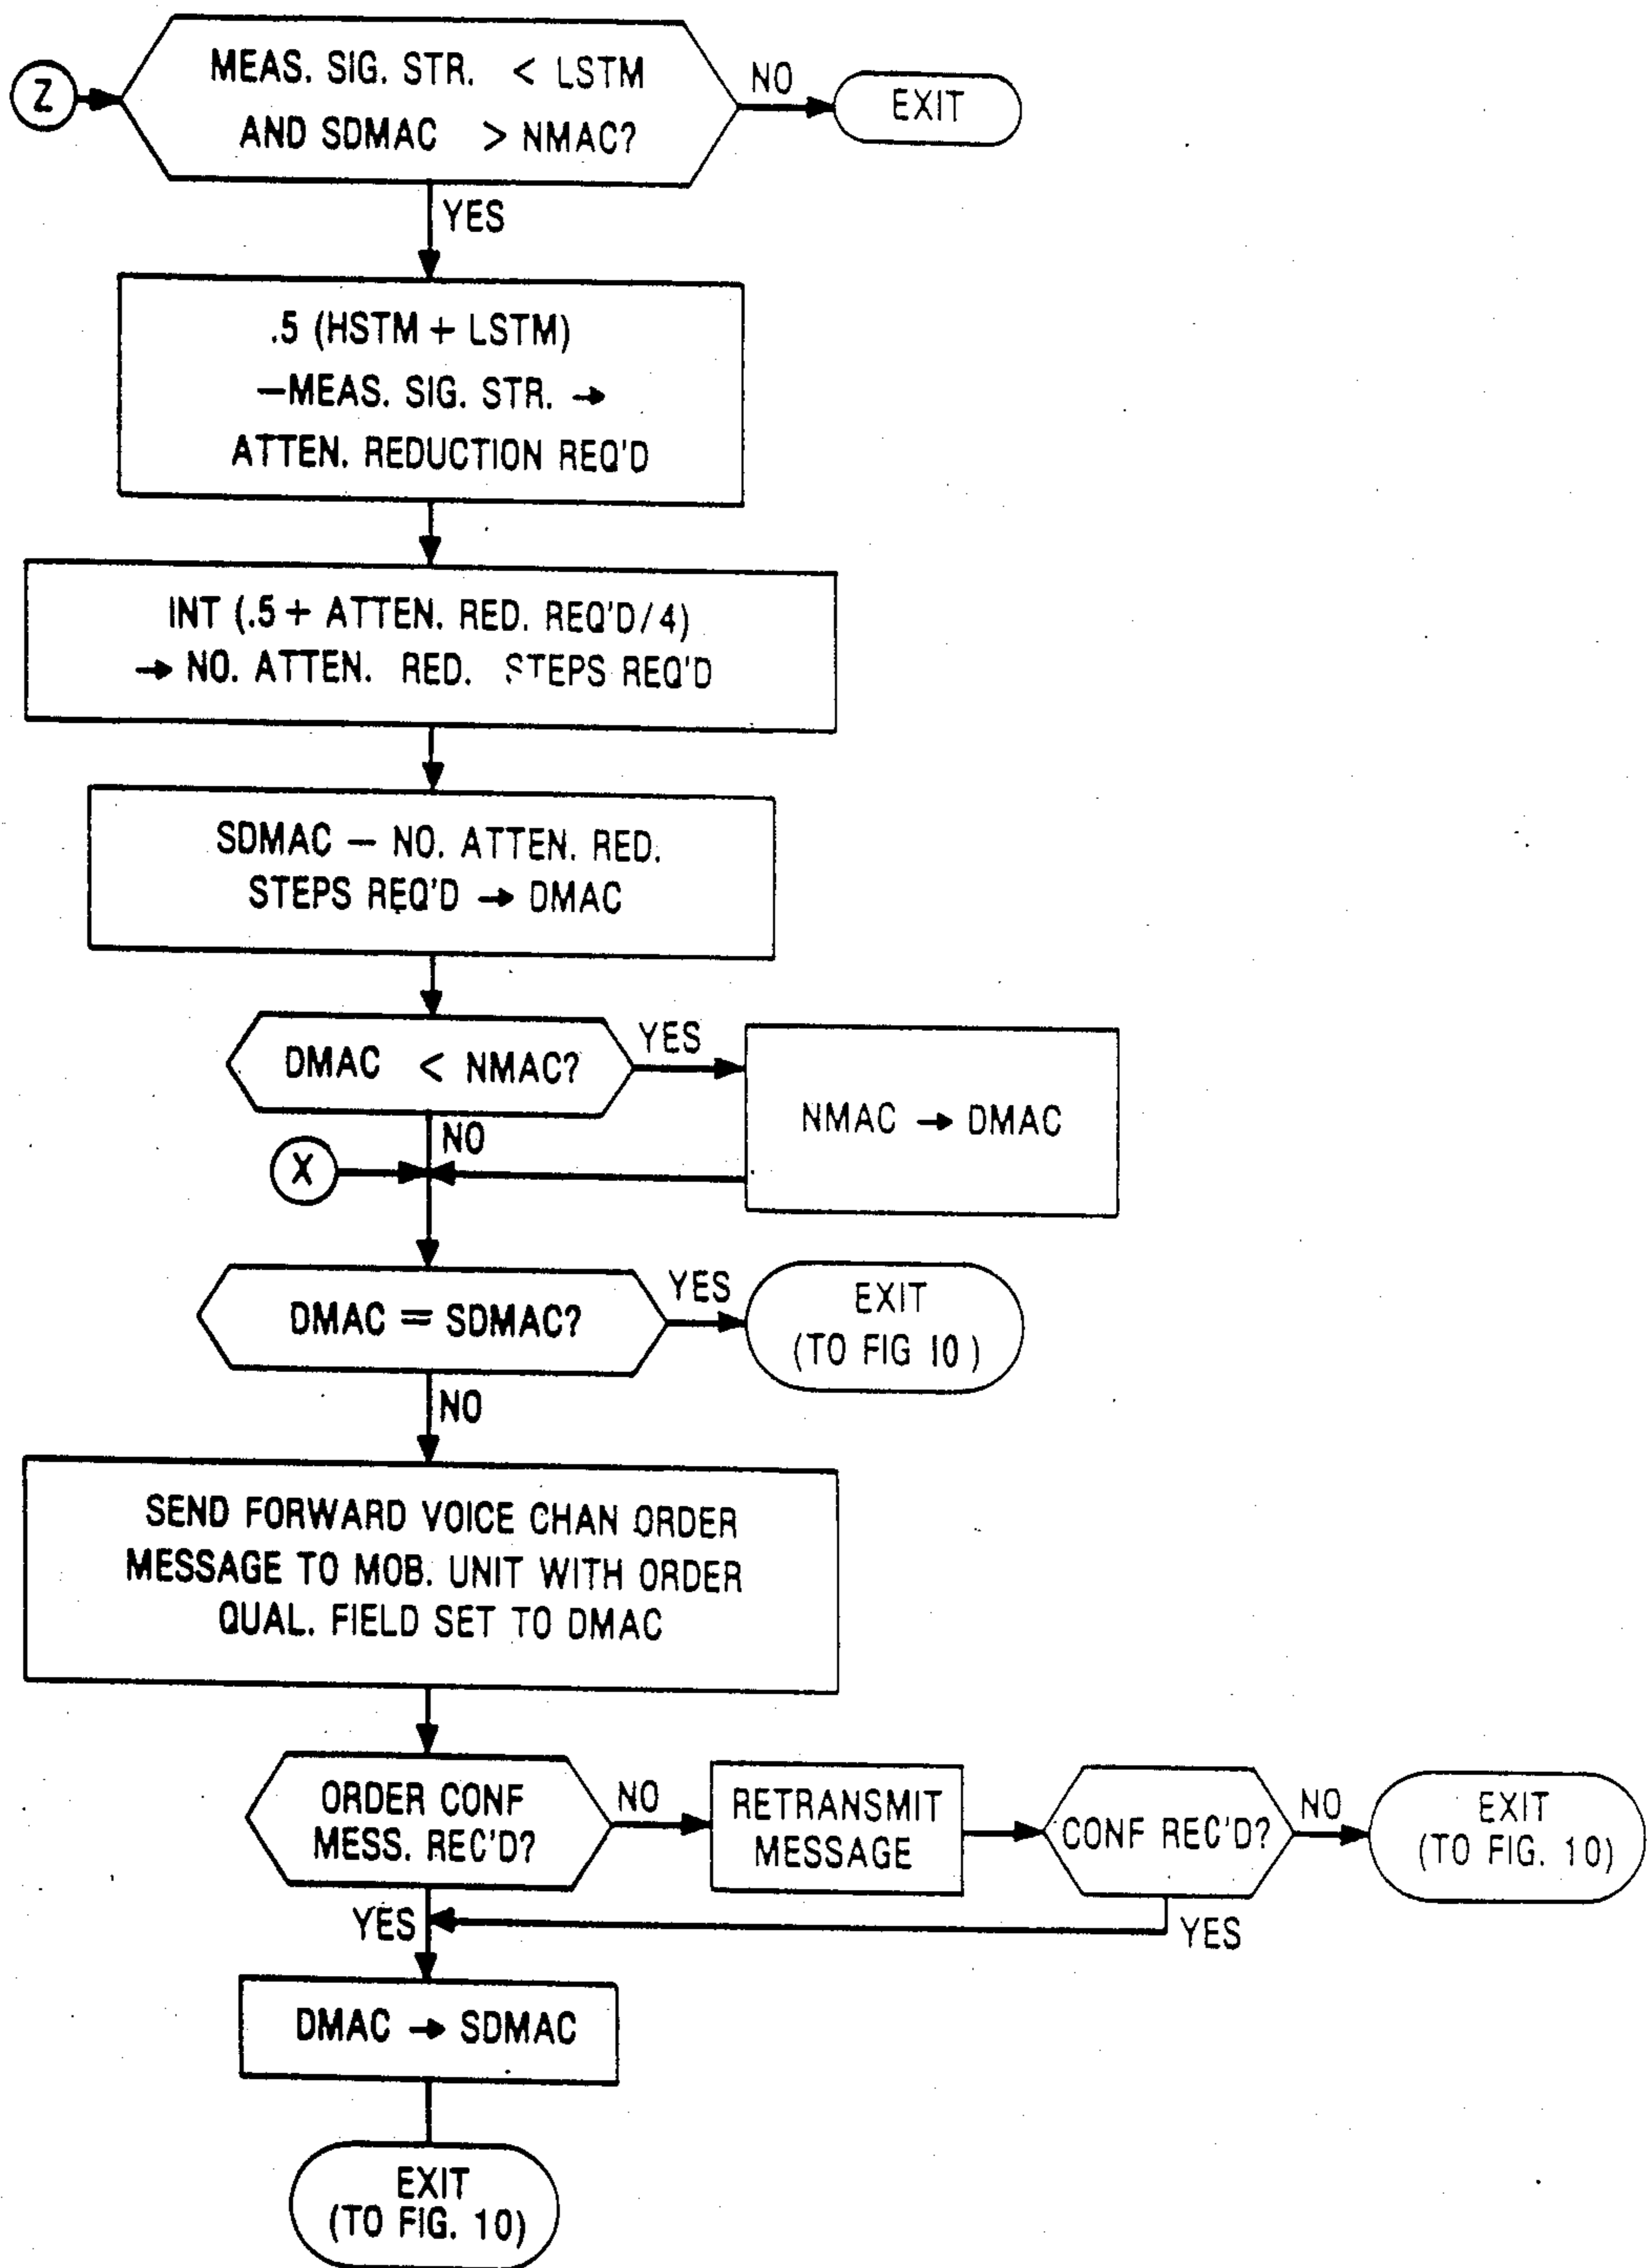 Z
MEAS. SIG. STR. < LSTM
AND SDMAC > NMAC?
NO
EXIT
YES
.5 (HSTM + LSTM)
—MEAS. SIG. STR. →
ATTEN. REDUCTION REQ'D
INT (.5 + ATTEN. RED. REQ'D/4)
→ NO. ATTEN. RED. STEPS REQ'D
SDMAC — NO. ATTEN. RED.
STEPS REQ'D → DMAC
DMAC < NMAC?
YES
NMAC → DMAC
NO
X
DMAC = SDMAC?
YES
EXIT
(TO FIG 10)
NO
SEND FORWARD VOICE CHAN ORDER
MESSAGE TO MOB. UNIT WITH ORDER
QUAL. FIELD SET TO DMAC
ORDER CONF
MESS. REC'D?
NO
RETRANSMIT
MESSAGE
CONF REC'D?
NO
EXIT
(TO FIG. 10)
YES
YES
DMAC → SDMAC
EXIT
(TO FIG. 10)